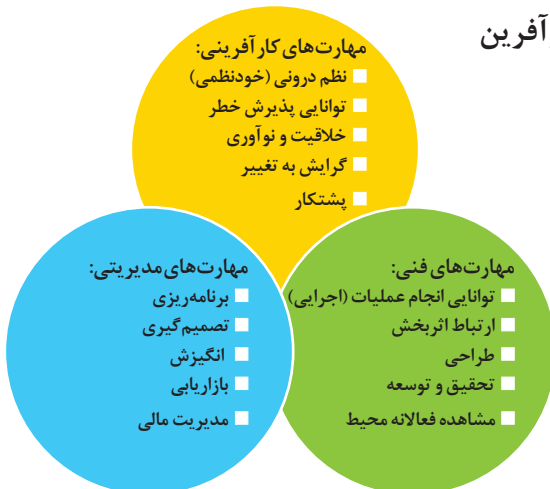 رآفرین
مهارت‌های کارآفرینی:
نظم درونی (خودنظمی)
توانایی پذیرش خطر
خلاقیت و نوآوری
گرایش به تغییر
پشتکار
مهارت‌های فنی:
توانایی انجام عملیات (اجرایی)
ارتباط اثربخش
طراحی
تحقیق و توسعه
مشاهده فعالانه محیط
مهارت‌های مدیریتی:
برنامه‌ریزی
تصمیم‌گیری
انگیزش
بازاریابی
مدیریت مالی